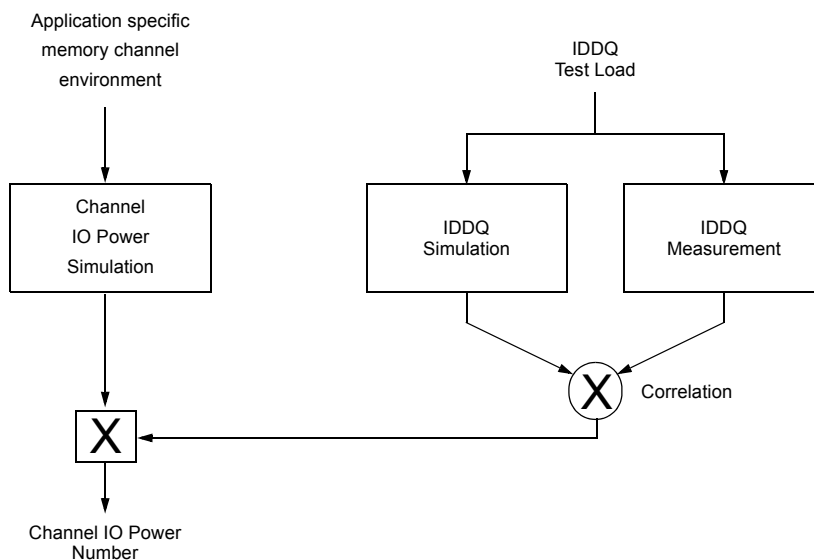 Application specific
memory channel
environment
IDDQ
Test Load
Channel
IO Power
Simulation
IDDQ
Simulation
IDDQ
Measurement
X
Correlation
X
Channel IO Power
Number